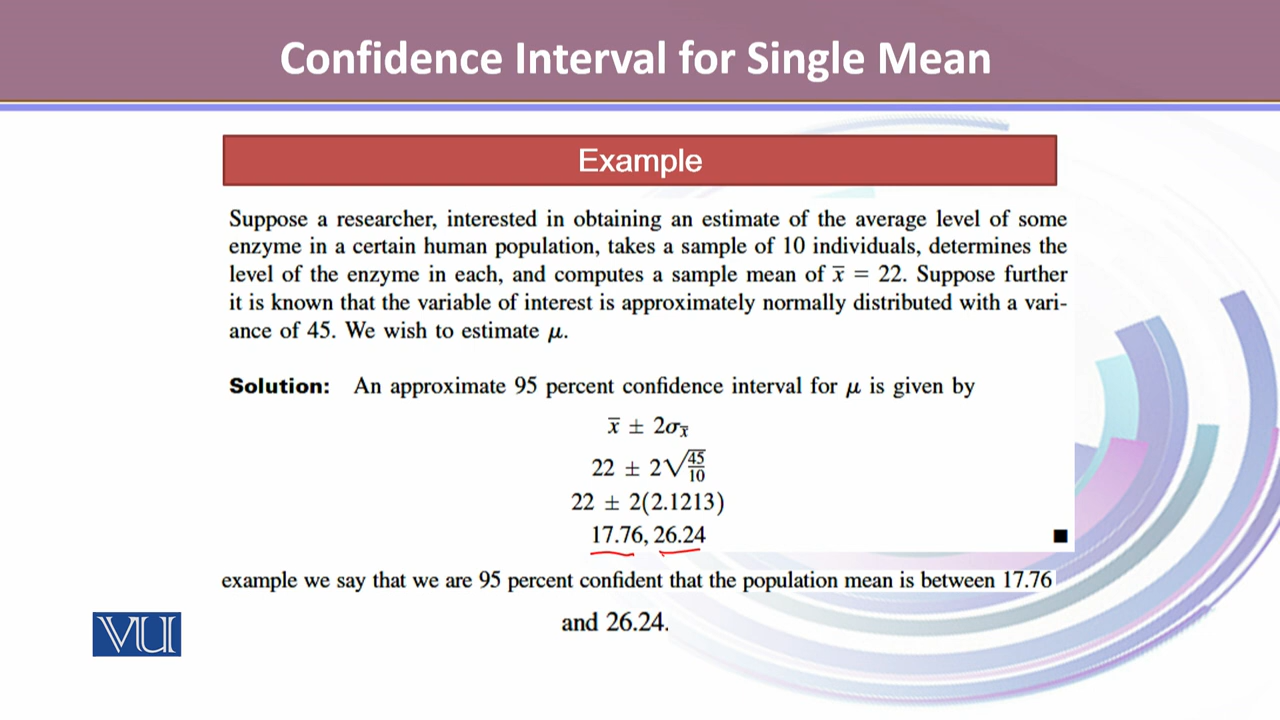 Confidence Interval for Single Mean
Example
Suppose a researcher, interested in obtaining an estimate of the average level of some
enzyme in a certain human population, takes a sample of 10 individuals, determines the
level of the enzyme in each, and computes a sample mean of x̄ = 22. Suppose further
it is known that the variable of interest is approximately normally distributed with a vari-
ance of 45. We wish to estimate μ.
Solution: An approximate 95 percent confidence interval for μ is given by
x̄ ± 2σx̄
22 ± 2√45/10
22 ± 2(2.1213)
17.76, 26.24
example we say that we are 95 percent confident that the population mean is between 17.76
and 26.24.
VU